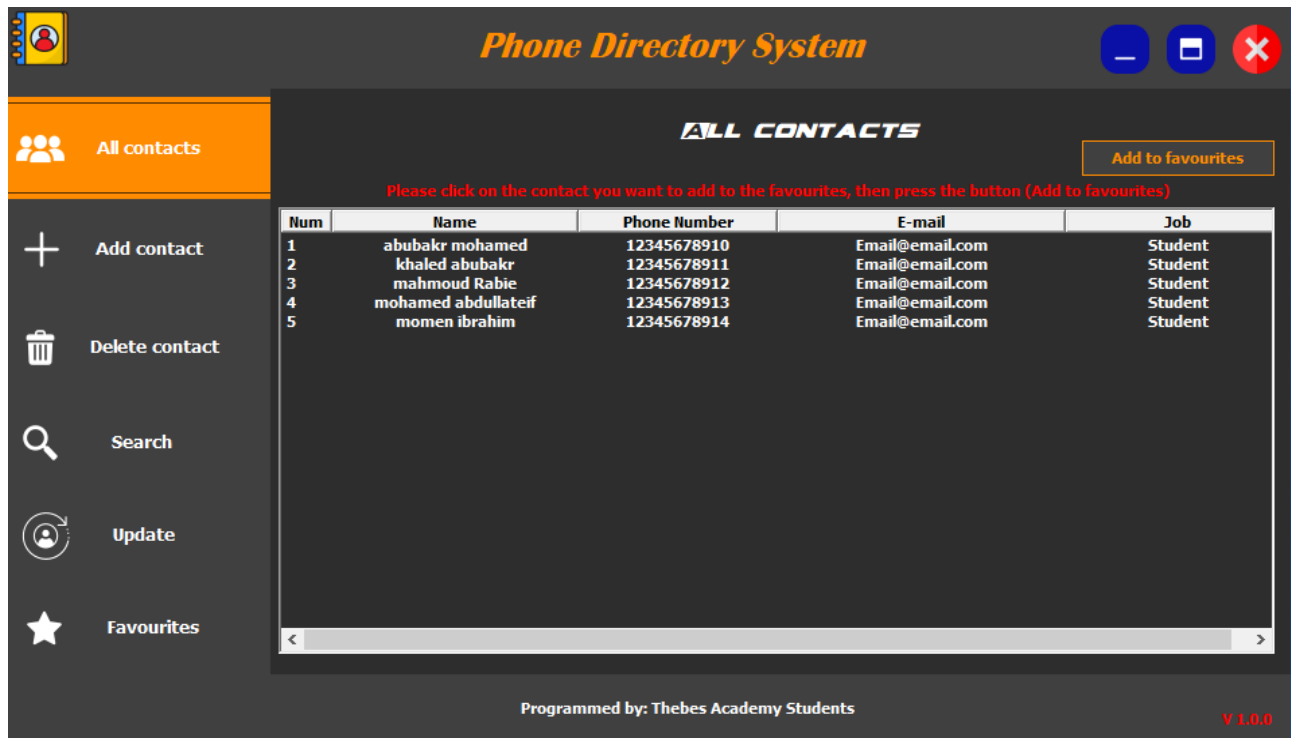 Phone Directory System
All contacts
Add contact
Delete contact
Search
Update
Favourites
ALL CONTACTS
Add to favourites
Please click on the contact you want to add to the favourites, then press the button (Add to favourites)
Num Name Phone Number E-mail Job
1 abubakr mohamed 12345678910 Email@email.com Student
2 khaled abubakr 12345678911 Email@email.com Student
3 mahmoud Rabie 12345678912 Email@email.com Student
4 mohamed abdullateif 12345678913 Email@email.com Student
5 momen ibrahim 12345678914 Email@email.com Student
Programmed by: Thebes Academy Students
V 1.0.0